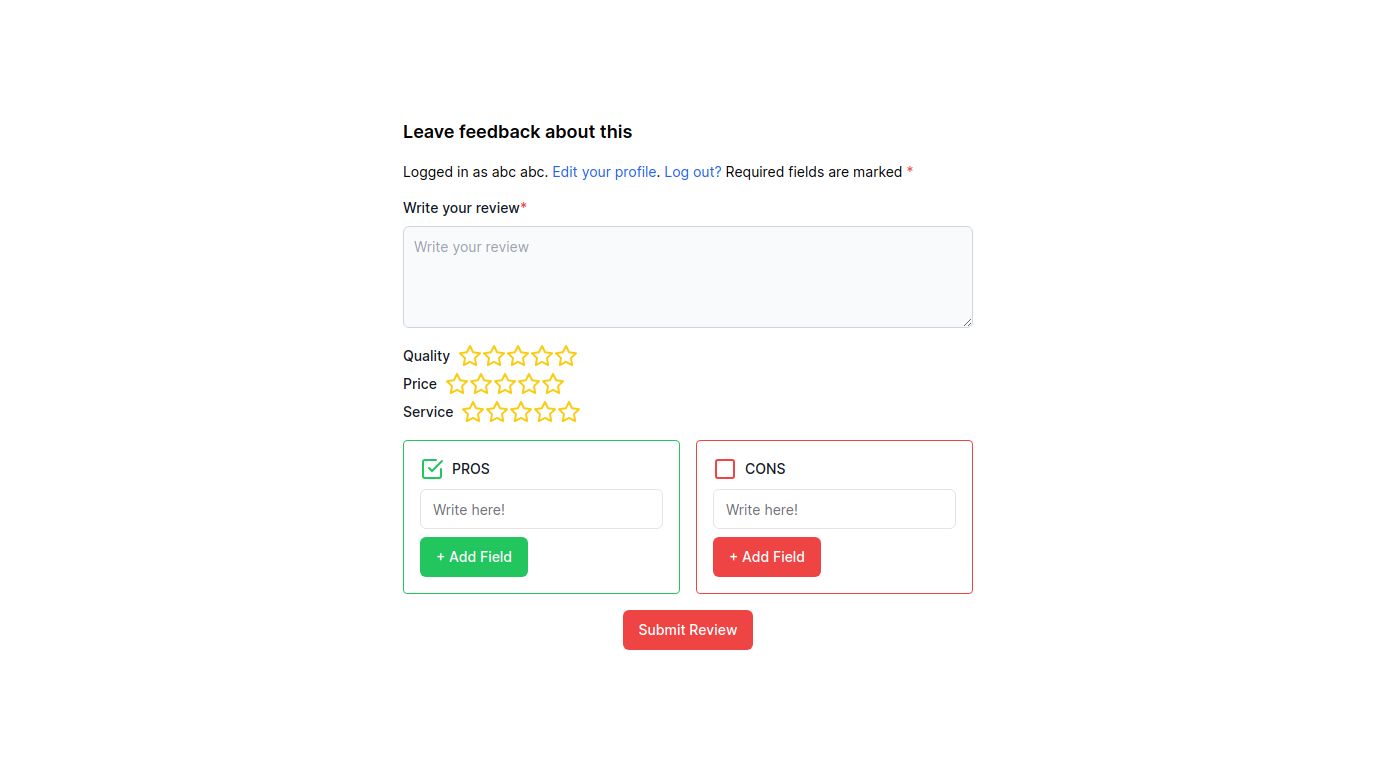 Leave feedback about this
Logged in as abc abc. Edit your profile. Log out? Required fields are marked *
Write your review*
Write your review
Quality
Price
Service
PROS
Write here!
+ Add Field
CONS
Write here!
+ Add Field
Submit Review